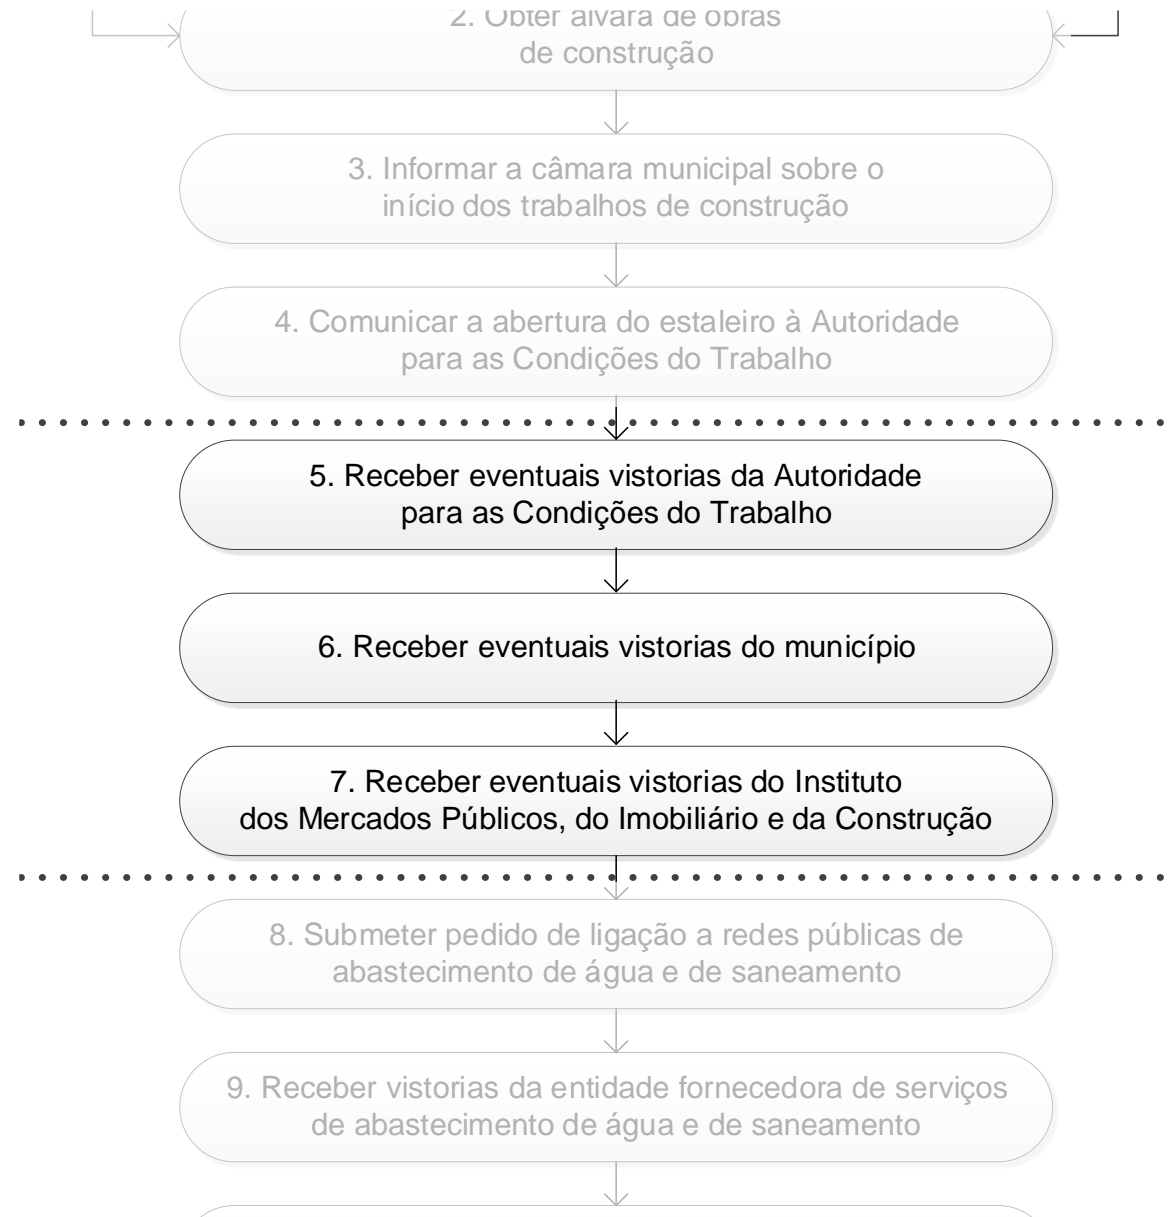 2. Obter alvará de obras
de construção
3. Informar a câmara municipal sobre o
início dos trabalhos de construção
4. Comunicar a abertura do estaleiro à Autoridade
para as Condições do Trabalho
5. Receber eventuais vistorias da Autoridade
para as Condições do Trabalho
6. Receber eventuais vistorias do município
7. Receber eventuais vistorias do Instituto
dos Mercados Públicos, do Imobiliário e da Construção
8. Submeter pedido de ligação a redes públicas de
abastecimento de água e de saneamento
9. Receber vistorias da entidade fornecedora de serviços
de abastecimento de água e de saneamento